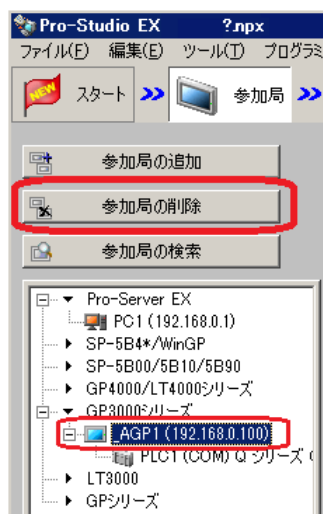 Pro-Studio EX ?.npx
ファイル(F) 編集(E) ツール(T) プログラミ
NEW スタート >> 参加局 >>
参加局の追加
参加局の削除
参加局の検索
Pro-Server EX
PC1 (192.168.0.1)
SP-5B4*/WinGP
SP-5B00/5B10/5B90
GP4000/LT4000シリーズ
GP3000シリーズ
AGP1 (192.168.0.100)
PLC1 (COM) Q シリーズ
LT3000
GPシリーズ